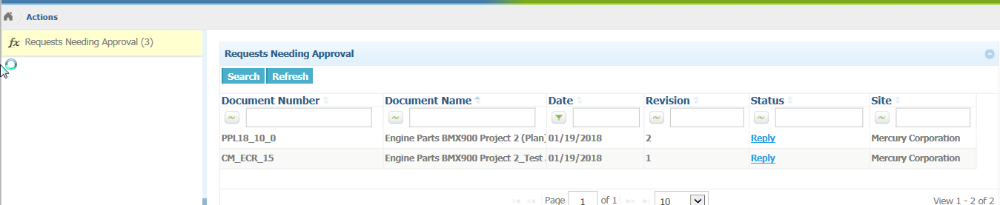 Actions
fx Requests Needing Approval (3)
Requests Needing Approval
Search Refresh
Document Number Document Name Date Revision Status Site
PPL18_10_0 Engine Parts BMX900 Project 2 (Plan) 01/19/2018 2 Reply Mercury Corporation
CM_ECR_15 Engine Parts BMX900 Project 2_Test 01/19/2018 1 Reply Mercury Corporation
Page 1 of 1 10 View 1 - 2 of 2